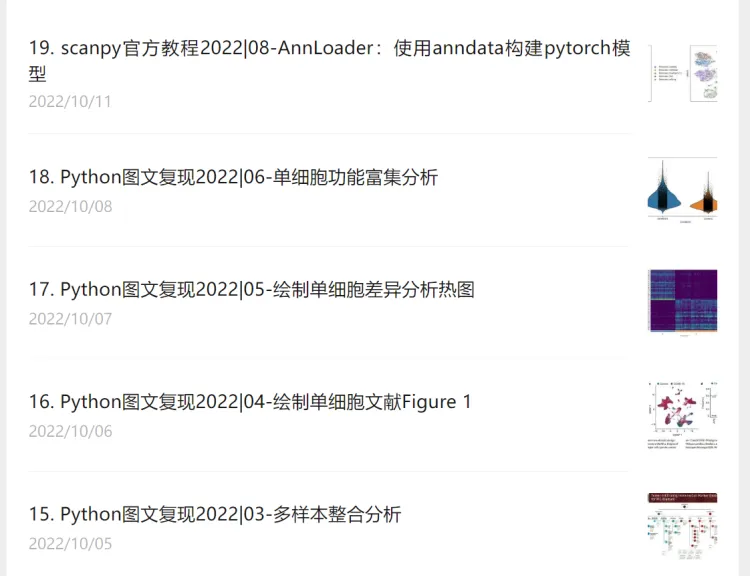 19. scanpy官方教程2022|08-AnnLoader：使用anndata构建pytorch模
型
2022/10/11
18. Python图文复现2022|06-单细胞功能富集分析
2022/10/08
17. Python图文复现2022|05-绘制单细胞差异分析热图
2022/10/07
16. Python图文复现2022|04-绘制单细胞文献Figure 1
2022/10/06
15. Python图文复现2022|03-多样本整合分析
2022/10/05